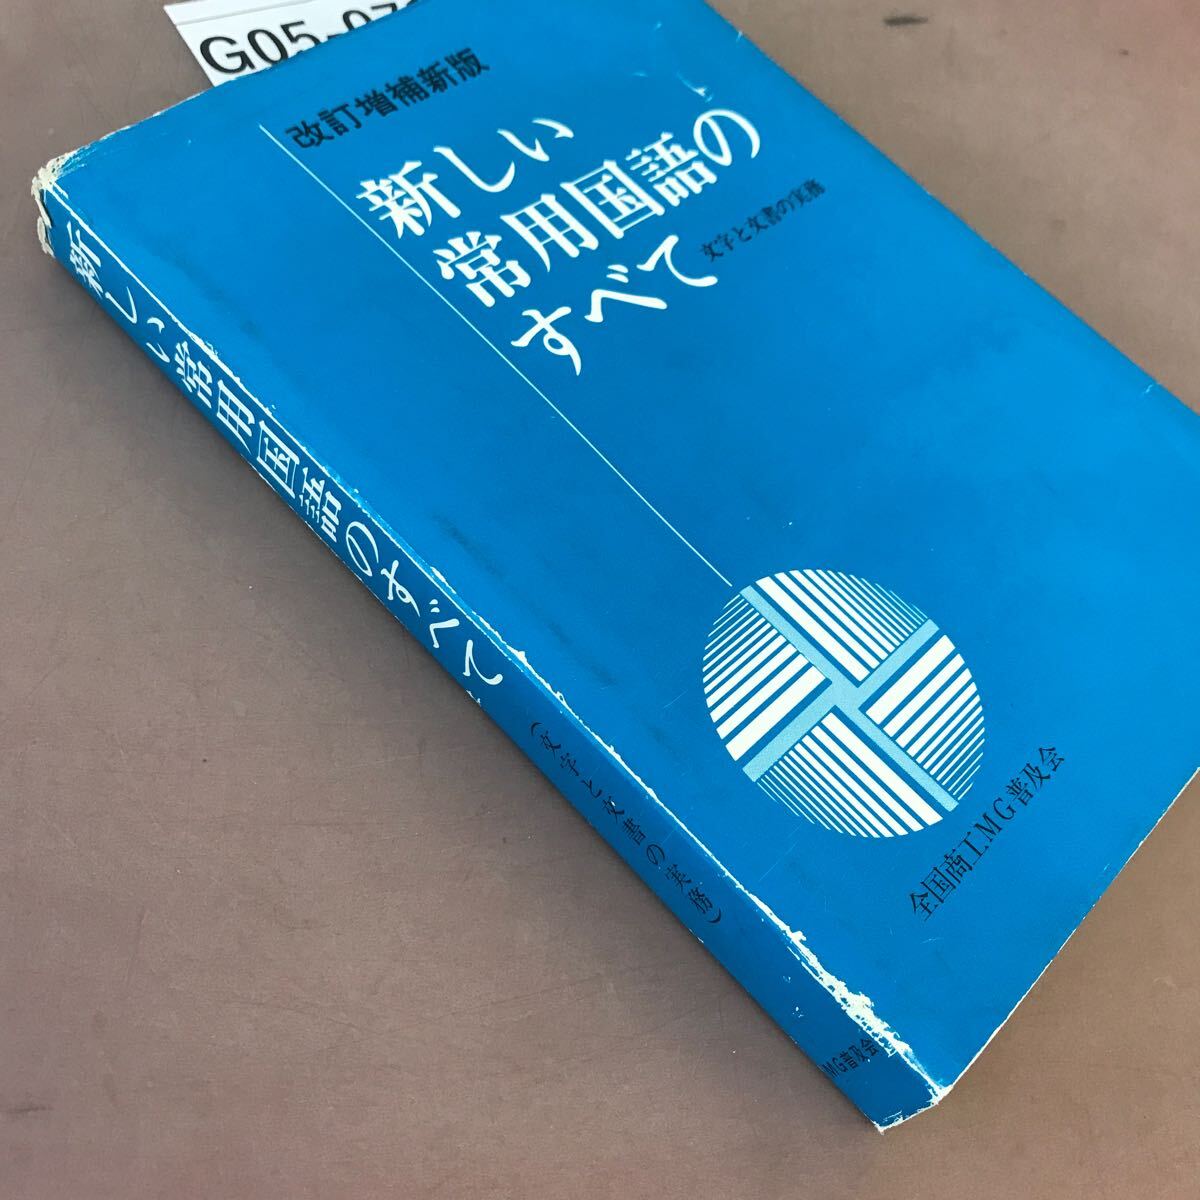 G05-07
改訂増補新版
新しい
常用国語の
すべて
文字と文書の実務
全国商工MG普及会
新しい常用国語のすべて
(文字と文書の実務)
MG普及会